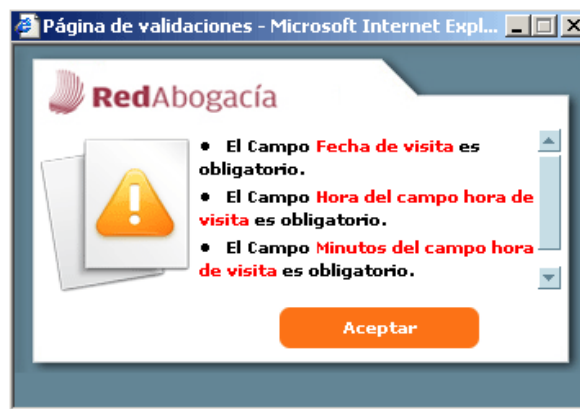 Página de validaciones - Microsoft Internet Expl...
RedAbogacía
• El Campo Fecha de visita es
obligatorio.
• El Campo Hora del campo hora de
visita es obligatorio.
• El Campo Minutos del campo hora
de visita es obligatorio.
Aceptar